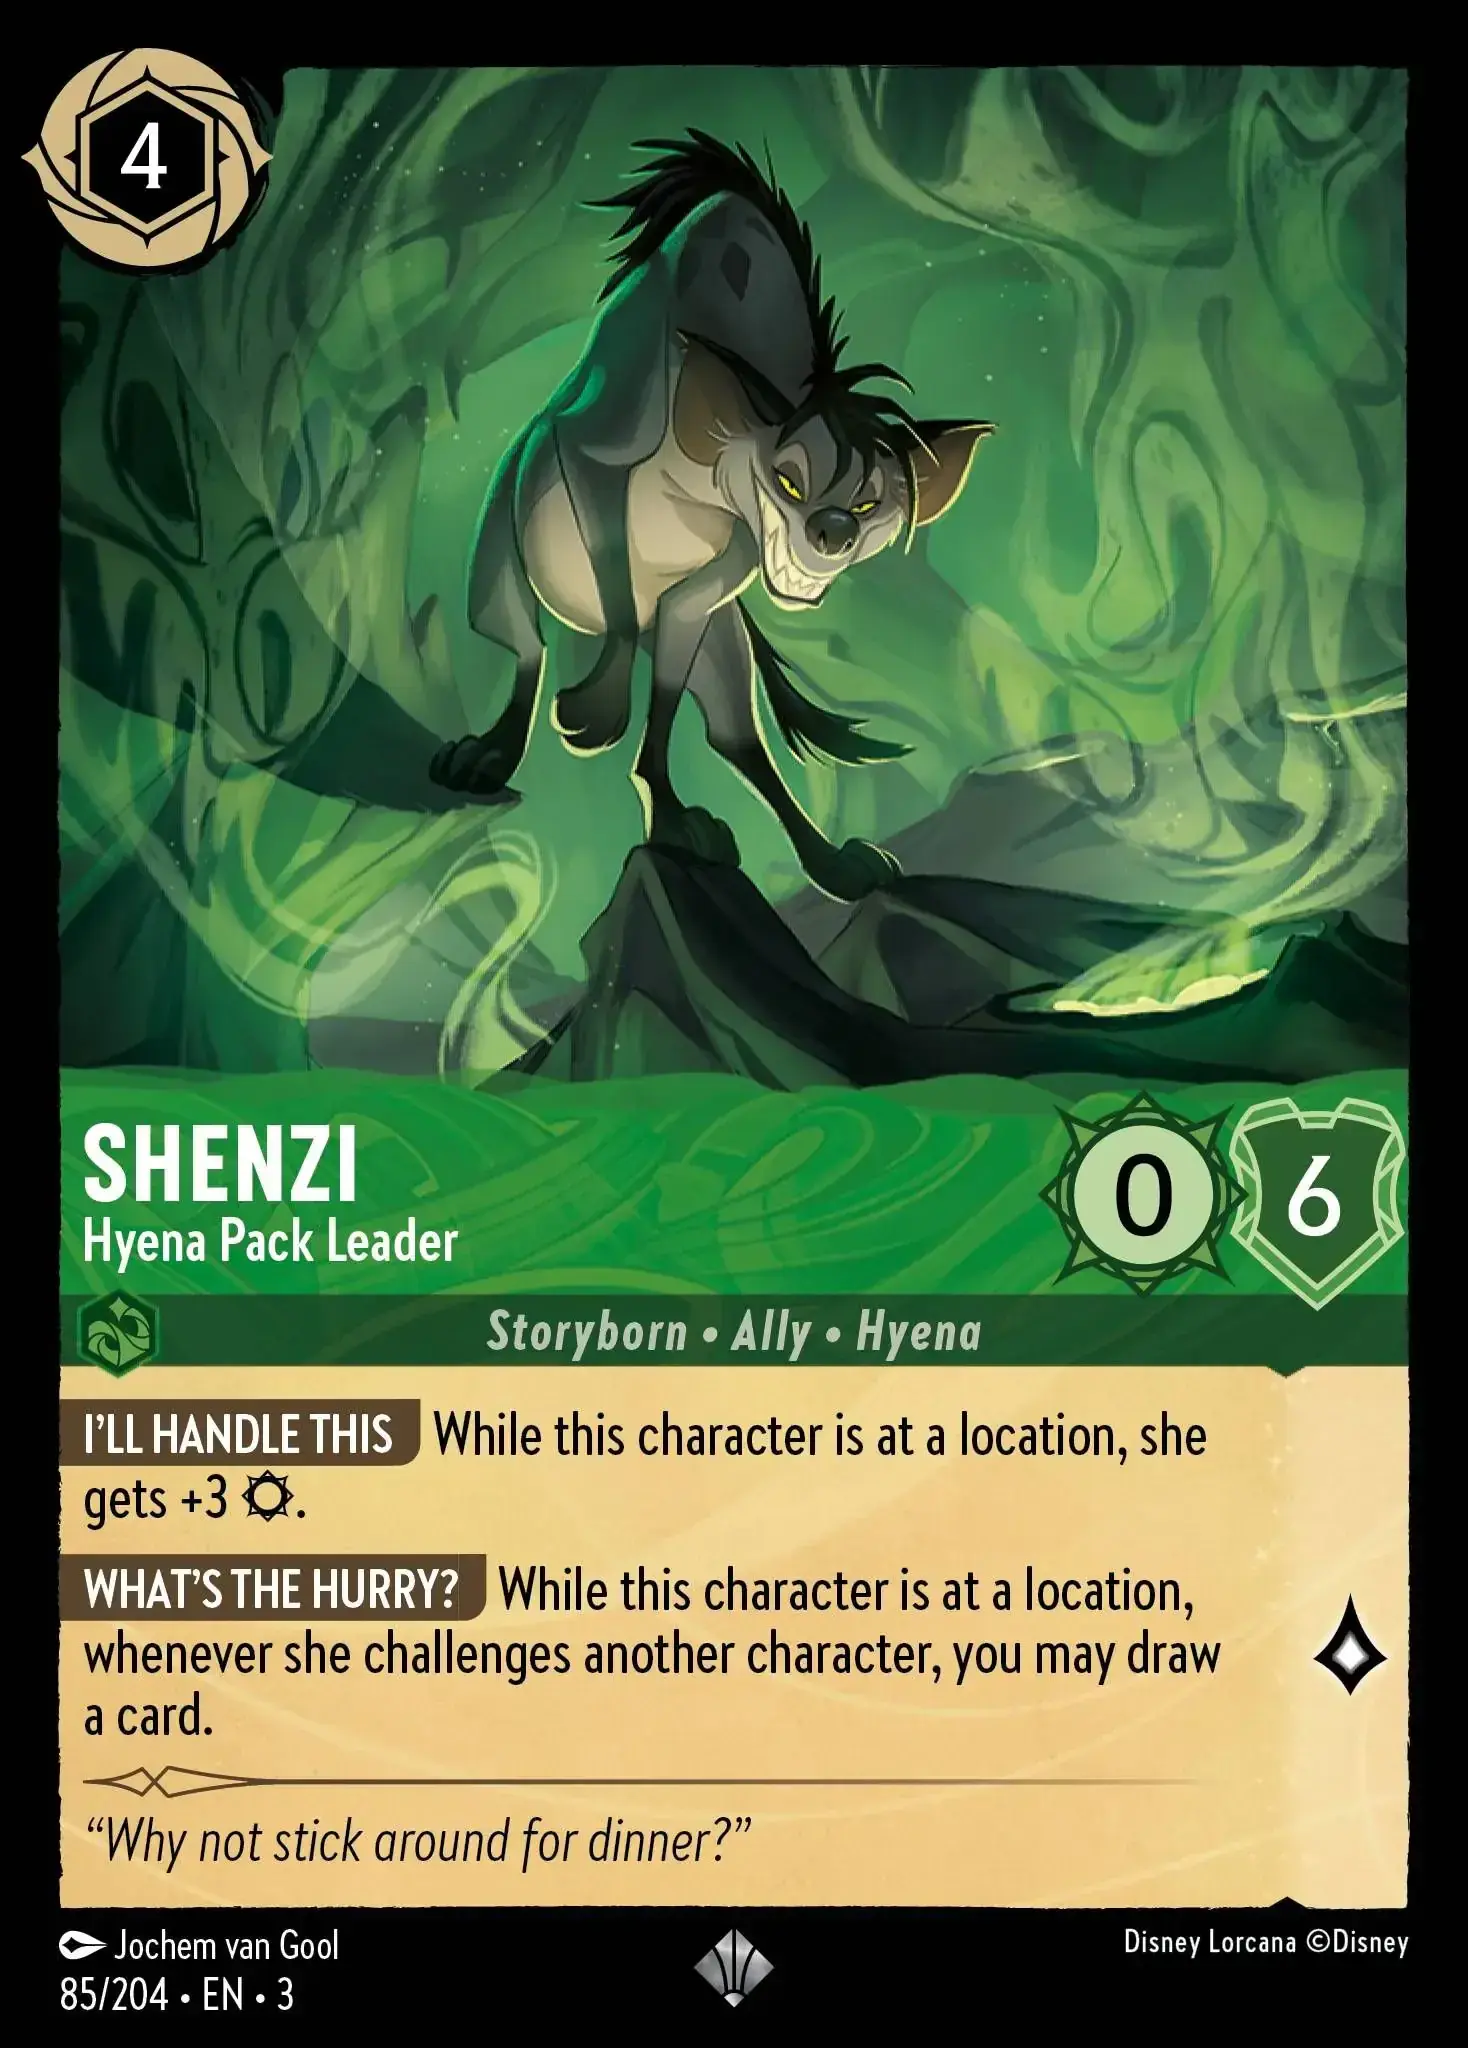 4
SHENZI
Hyena Pack Leader
0
6
Storyborn • Ally • Hyena
I'LL HANDLE THIS While this character is at a location, she
gets +3 .
WHAT'S THE HURRY? While this character is at a location,
whenever she challenges another character, you may draw
a card.
“Why not stick around for dinner?”
Jochem van Gool
Disney Lorcana ©Disney
85/204 • EN • 3